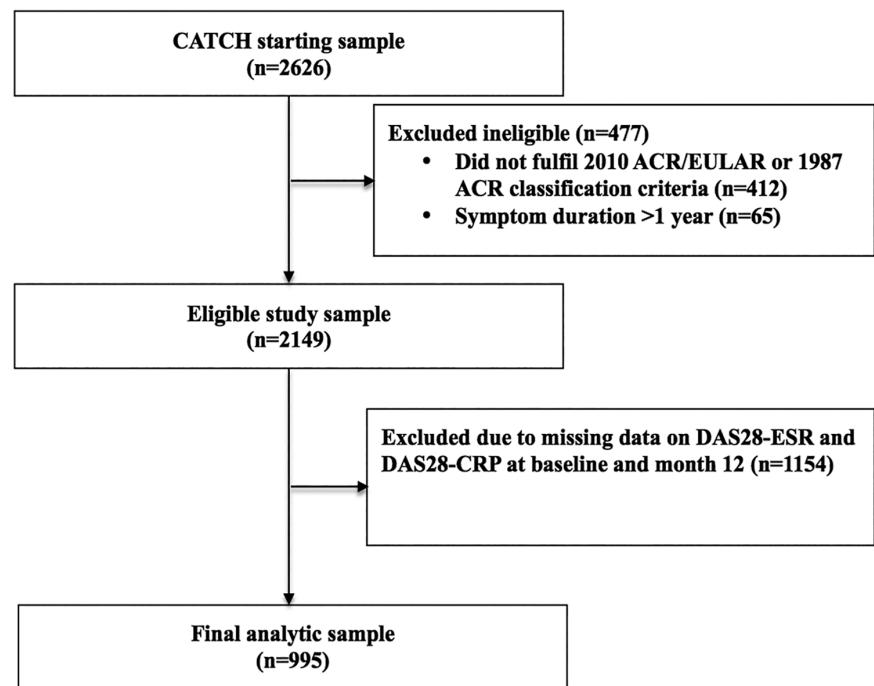 CATCH starting sample
(n=2626)
Excluded ineligible (n=477)
• Did not fulfil 2010 ACR/EULAR or 1987
ACR classification criteria (n=412)
• Symptom duration >1 year (n=65)
Eligible study sample
(n=2149)
Excluded due to missing data on DAS28-ESR and
DAS28-CRP at baseline and month 12 (n=1154)
Final analytic sample
(n=995)